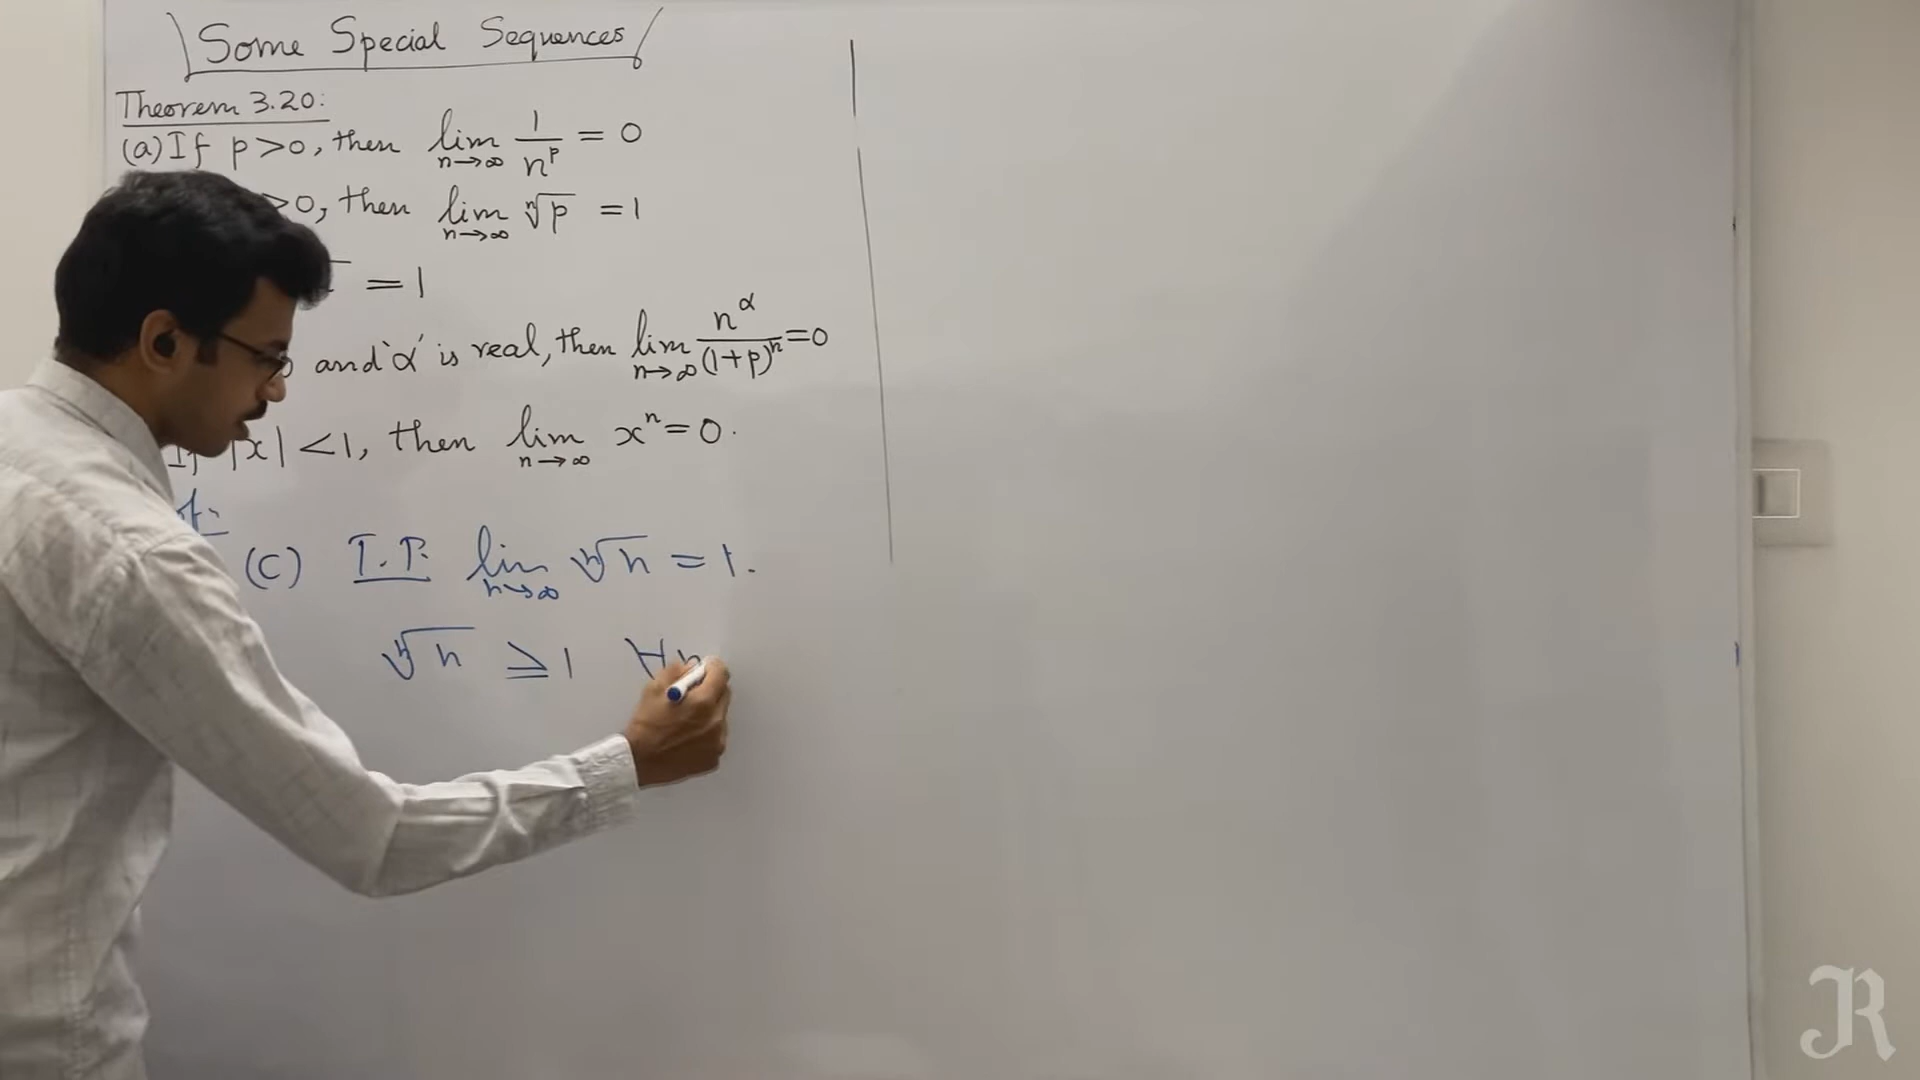 Some Special Sequences
Theorem 3.20:
(a) If p>0, then lim n→∞ 1/n^p = 0
>0, then lim n→∞ ⁿ√p = 1
= 1
and 'α' is real, then lim n→∞ n^α/(1+p)^n = 0
If |x| < 1, then lim n→∞ x^n = 0.
(C) T.P. lim n→∞ ⁿ√n = 1.
ⁿ√n ≥ 1 ∀n
R